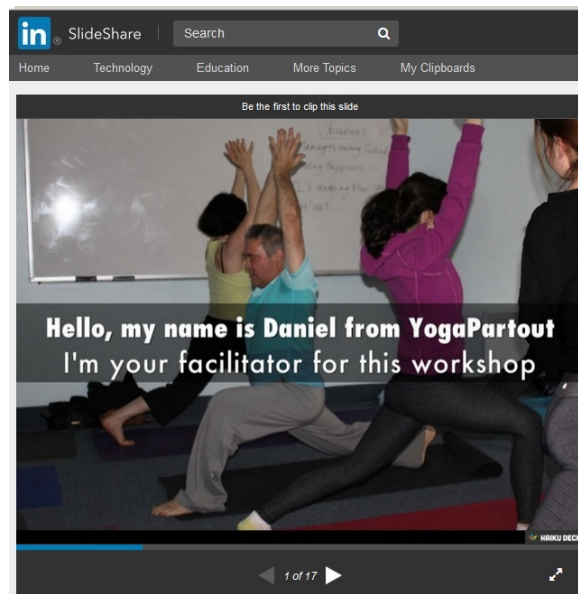 in ® SlideShare Search
Home Technology Education More Topics My Clipboards
Be the first to clip this slide
Hello, my name is Daniel from YogaPartout
I'm your facilitator for this workshop
HAIKU DECK
1 of 17